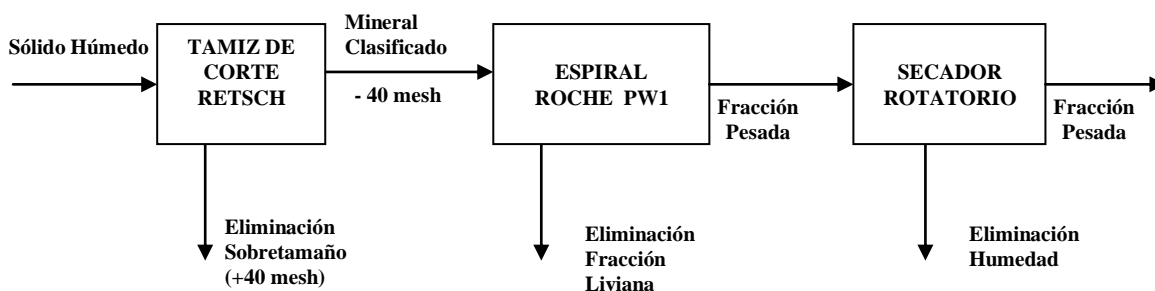 Sólido Húmedo
TAMIZ DE
CORTE
RETSCH
Mineral
Clasificado
- 40 mesh
ESPIRAL
ROCHE PW1
Fracción
Pesada
SECADOR
ROTATORIO
Fracción
Pesada
Eliminación
Sobretamaño
(+40 mesh)
Eliminación
Fracción
Liviana
Eliminación
Humedad